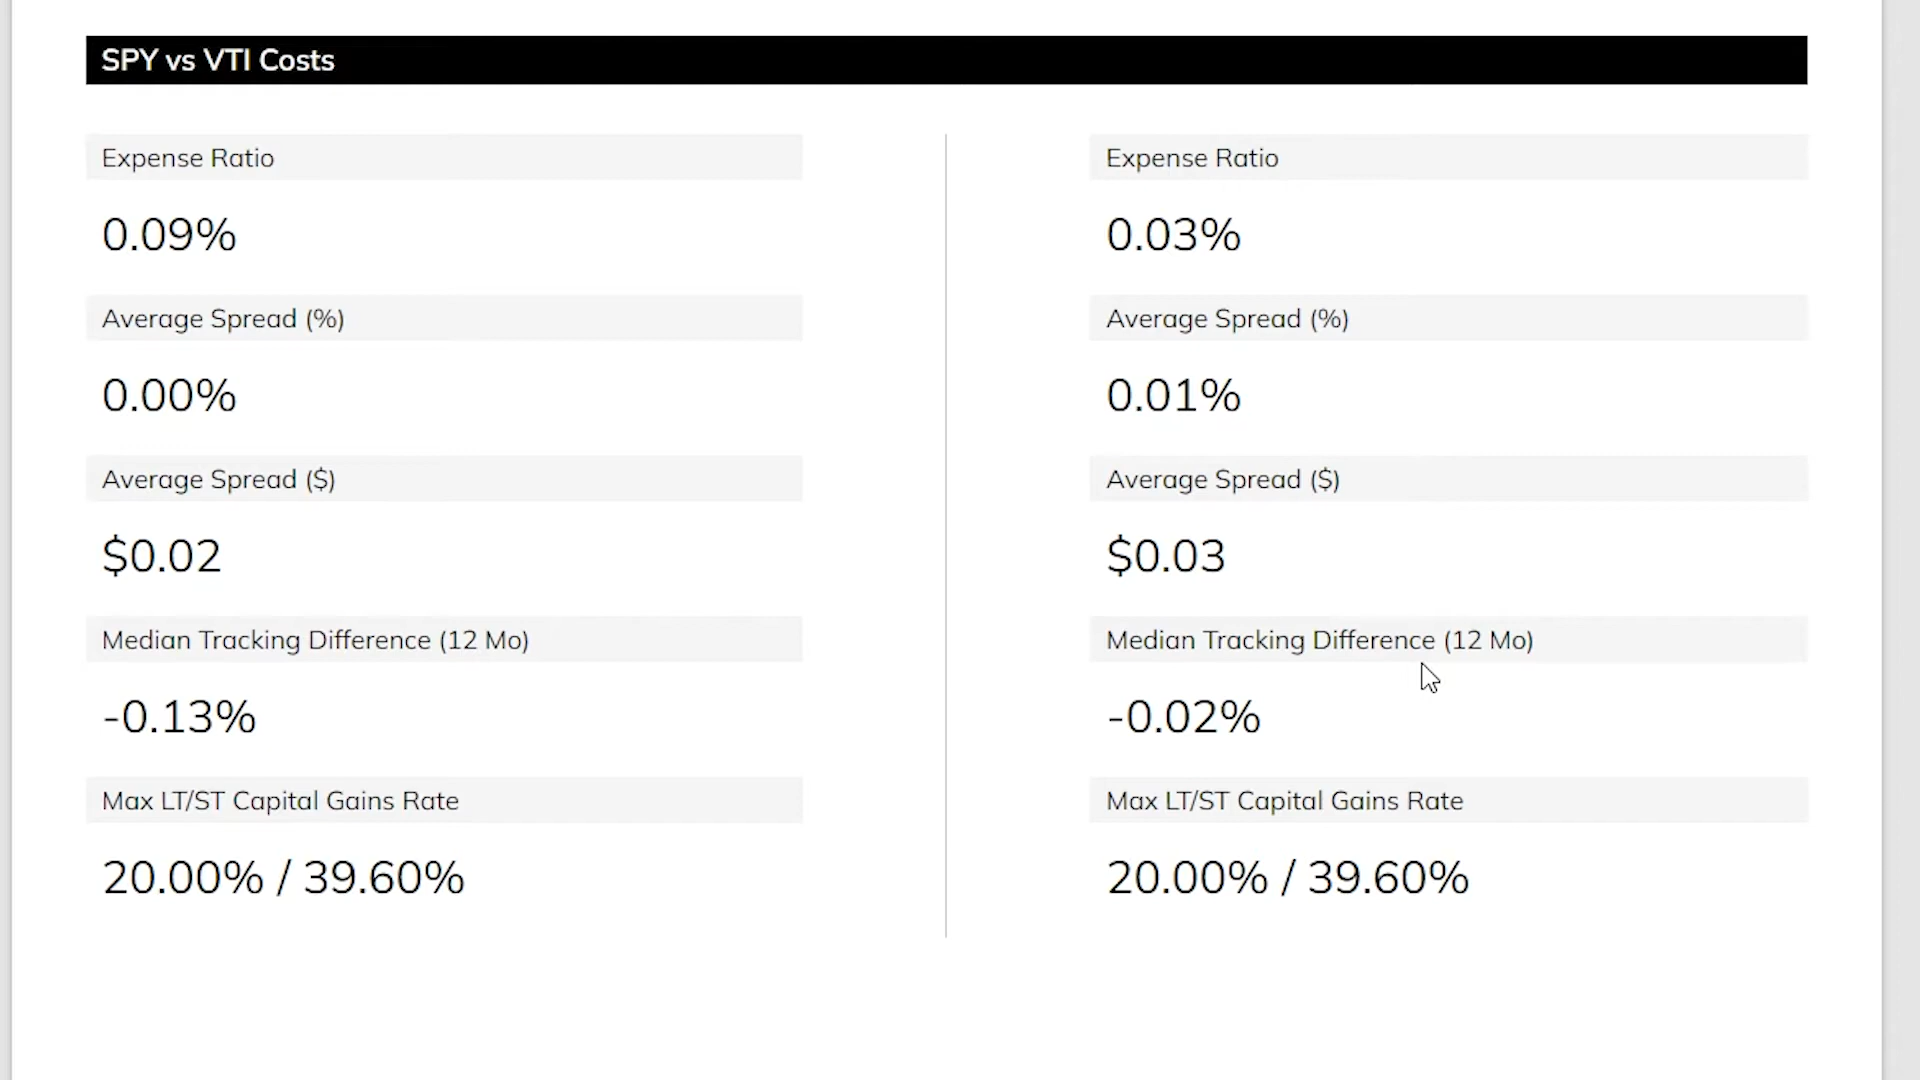 SPY vs VTI Costs
Expense Ratio
0.09%
Average Spread (%)
0.00%
Average Spread ($)
$0.02
Median Tracking Difference (12 Mo)
-0.13%
Max LT/ST Capital Gains Rate
20.00% / 39.60%
Expense Ratio
0.03%
Average Spread (%)
0.01%
Average Spread ($)
$0.03
Median Tracking Difference (12 Mo)
-0.02%
Max LT/ST Capital Gains Rate
20.00% / 39.60%